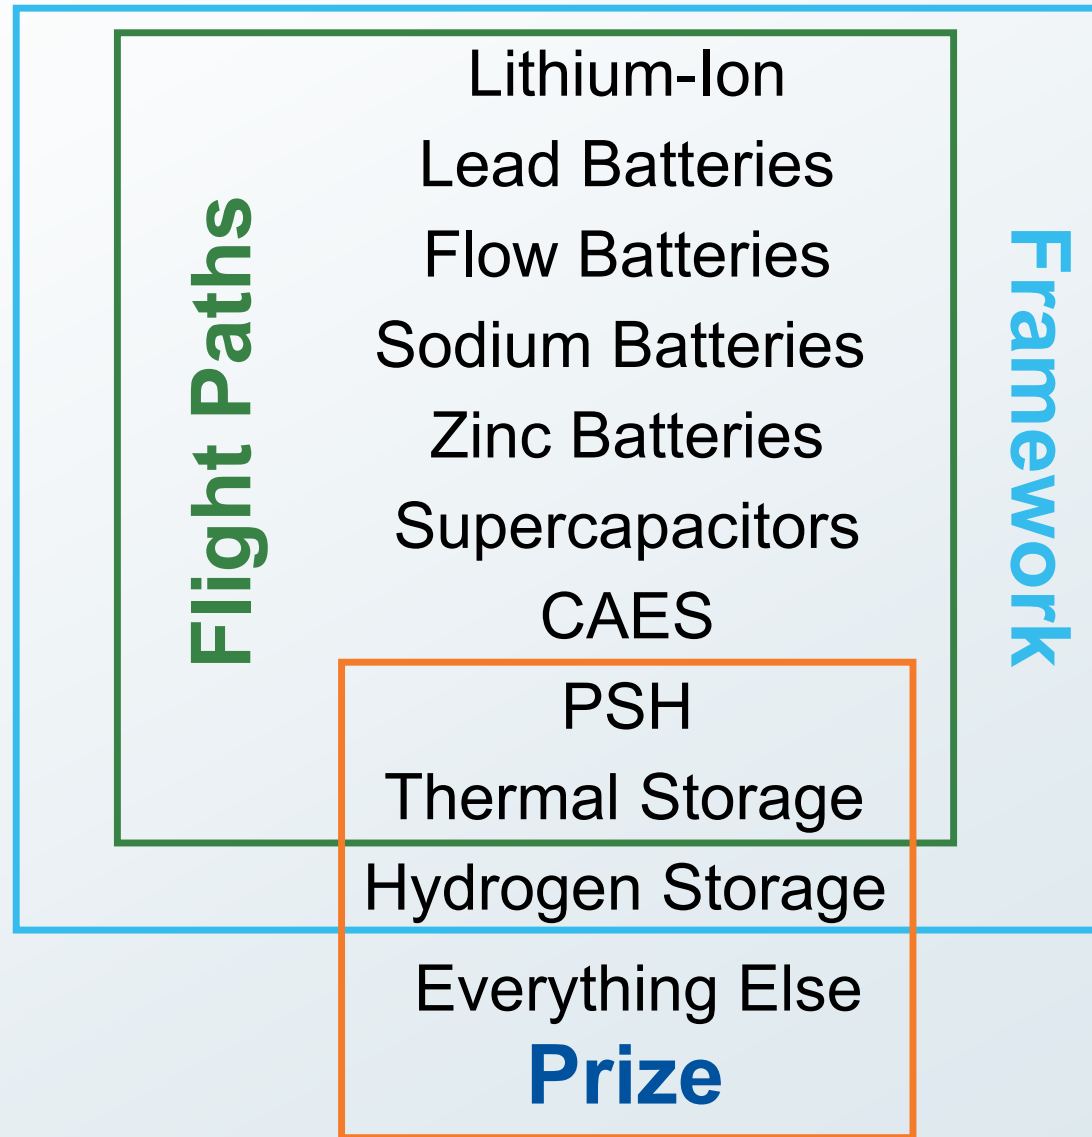 Lithium-Ion
Lead Batteries
Flow Batteries
Sodium Batteries
Zinc Batteries
Supercapacitors
CAES
PSH
Thermal Storage
Hydrogen Storage
Everything Else
Prize
Flight Paths
Framework